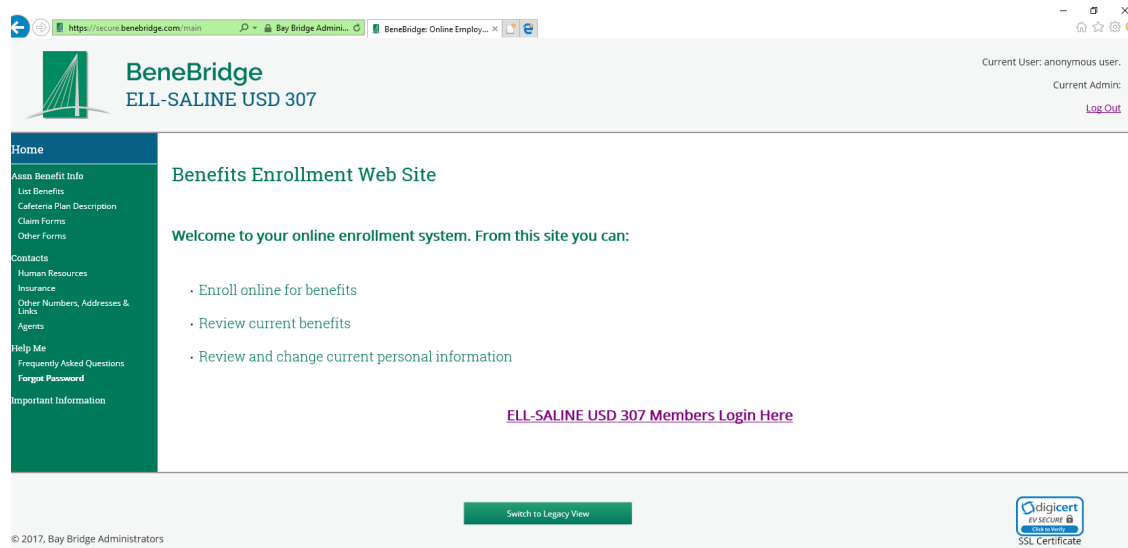 https://secure.benebridge.com/main
Bay Bridge Admini...
BeneBridge: Online Employ...
BeneBridge
ELL-SALINE USD 307
Current User: anonymous user.
Current Admin:
Log Out
Home
Assn Benefit Info
List Benefits
Cafeteria Plan Description
Claim Forms
Other Forms
Contacts
Human Resources
Insurance
Other Numbers, Addresses &
Links
Agents
Help Me
Frequently Asked Questions
Forgot Password
Important Information
Benefits Enrollment Web Site
Welcome to your online enrollment system. From this site you can:
• Enroll online for benefits
• Review current benefits
• Review and change current personal information
ELL-SALINE USD 307 Members Login Here
Switch to Legacy View
digicert
EV SECURE
Click to Verify
SSL Certificate
© 2017, Bay Bridge Administrators